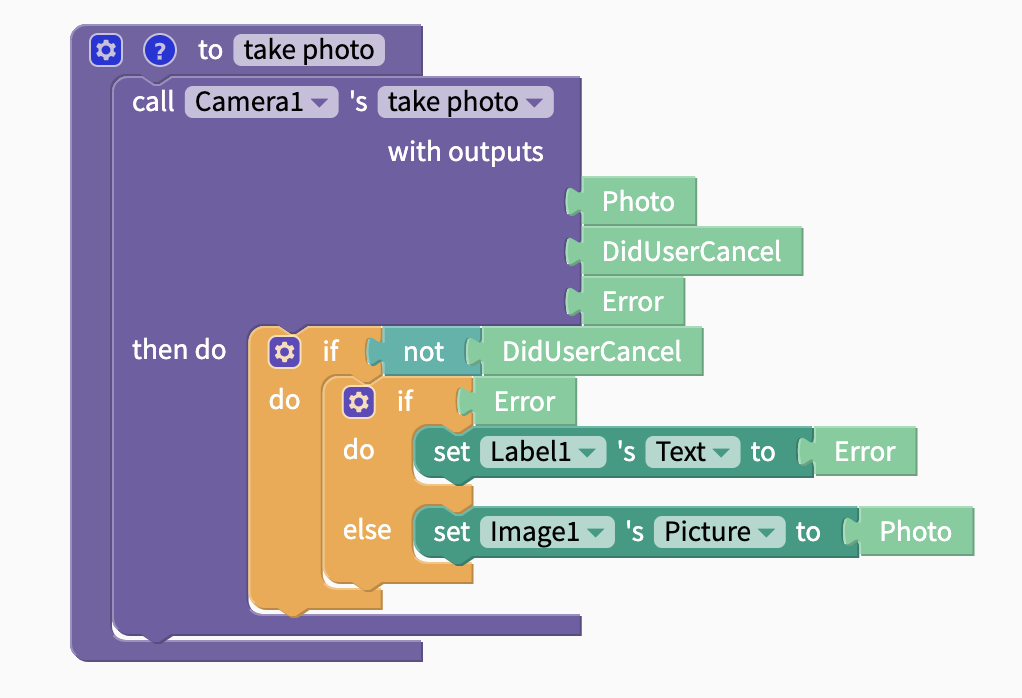 ? to take photo
call Camera1 's take photo
with outputs
Photo
DidUserCancel
Error
then do if not DidUserCancel
do if Error
do set Label1 's Text to Error
else set Image1 's Picture to Photo